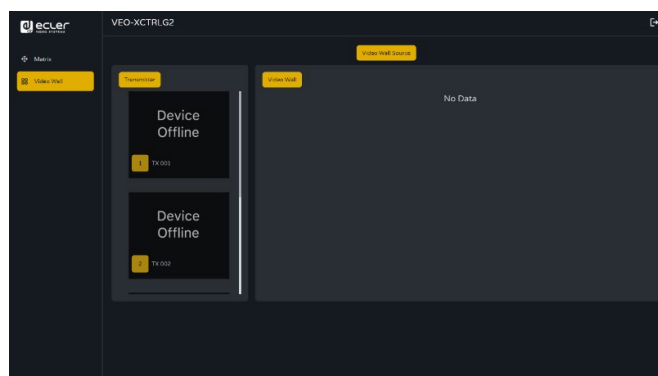 ecler
VIDEO SYSTEMS
VEO-XCTRLG2
Matrix
Video Wall
Video Wall Source
Transmitter
Video Wall
No Data
Device
Offline
1
TX 001
Device
Offline
2
TX 002